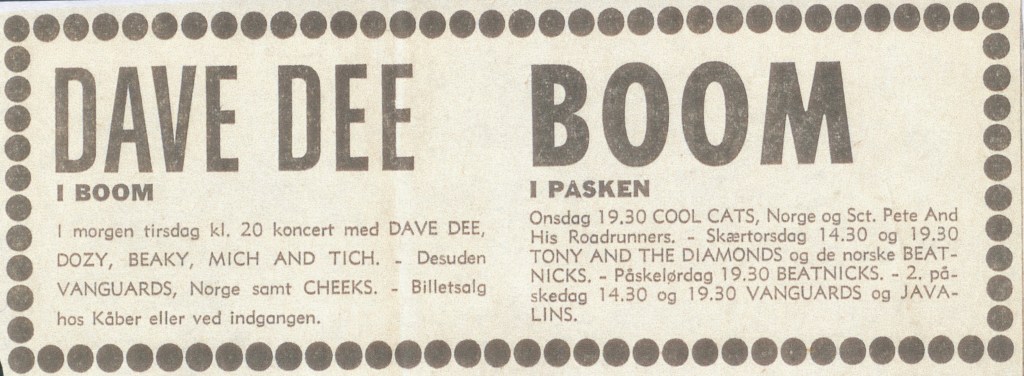 DAVE DEE
I BOOM
I morgen tirsdag kl. 20 koncert med DAVE DEE,
DOZY, BEAKY, MICH AND TICH. - Desuden
VANGUARDS, Norge samt CHEEKS. - Billetsalg
hos Kåber eller ved indgangen.
BOOM
I PASKEN
Onsdag 19.30 COOL CATS, Norge og Sct. Pete And
His Roadrunners. - Skærtorsdag 14.30 og 19.30
TONY AND THE DIAMONDS og de norske BEAT-
NICKS. - Påskelørdag 19.30 BEATNICKS. - 2. på-
skedag 14.30 og 19.30 VANGUARDS og JAVA-
LINS.